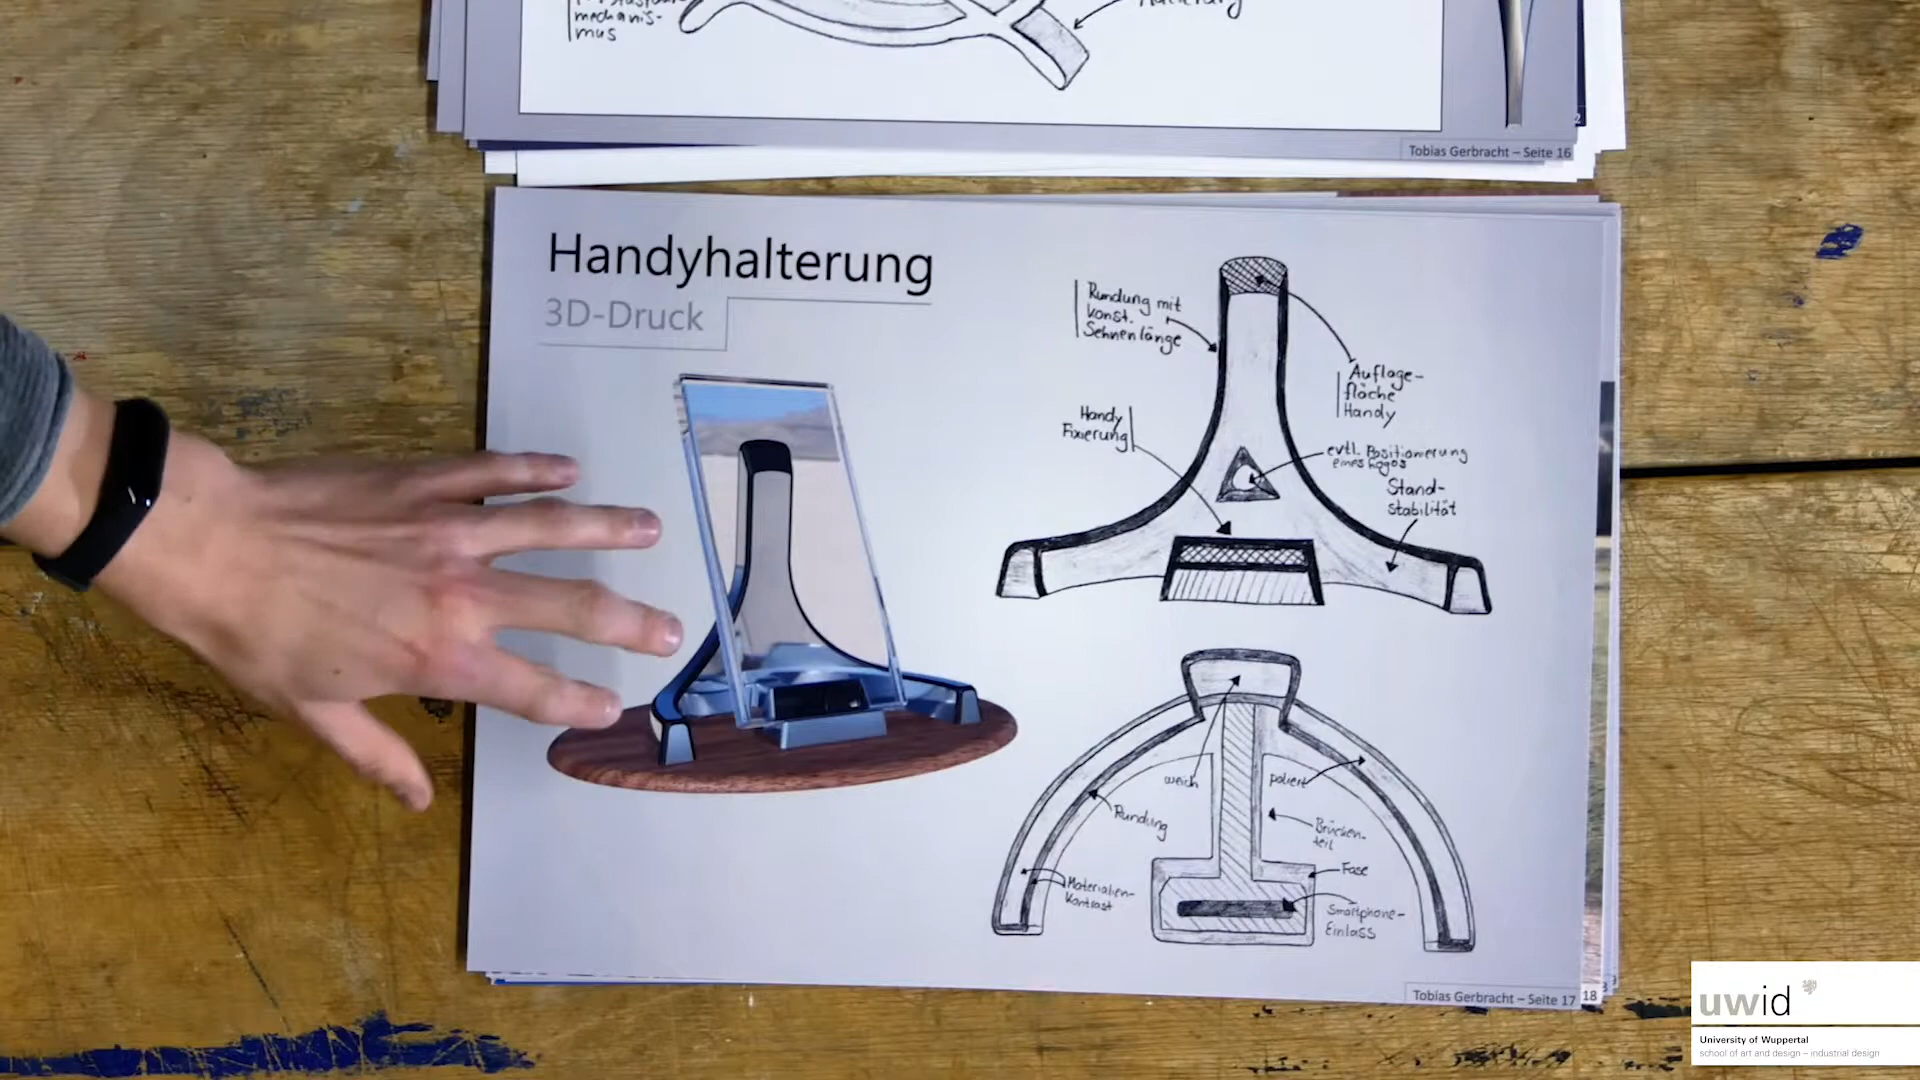 mechanis-
mus
Tobias Gerbracht – Seite 16
Handyhalterung
3D-Druck
Rundung mit
konst.
Sehnenlänge
Auflage-
fläche
Handy
Handy
Fixierung
evtl. Positionierung
eines Logos
Stand-
stabilität
weich
poliert
Rundung
Brücken-
teil
Fase
Materialien-
Kontrast
Smartphone-
Einlass
Tobias Gerbracht – Seite 17
18
uwid
University of Wuppertal
school of art and design – industrial design